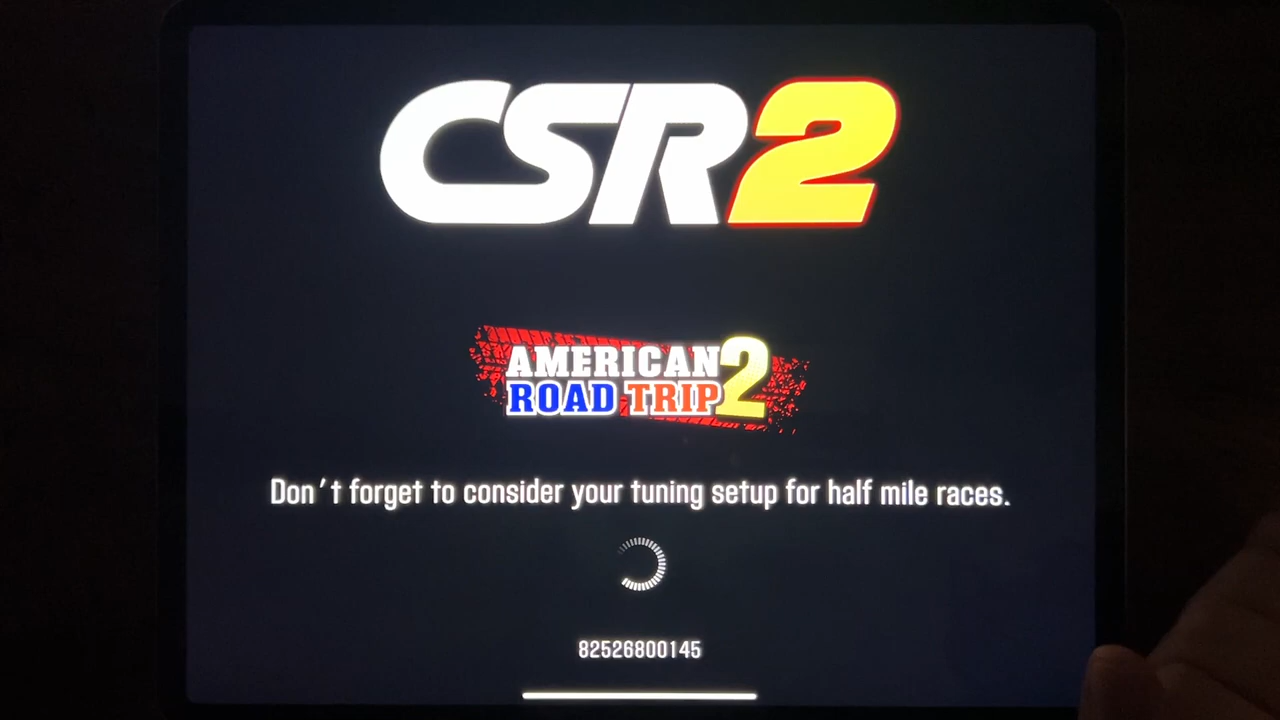 CSR2
AMERICAN
ROAD TRIP 2
Don't forget to consider your tuning setup for half mile races.
82526800145